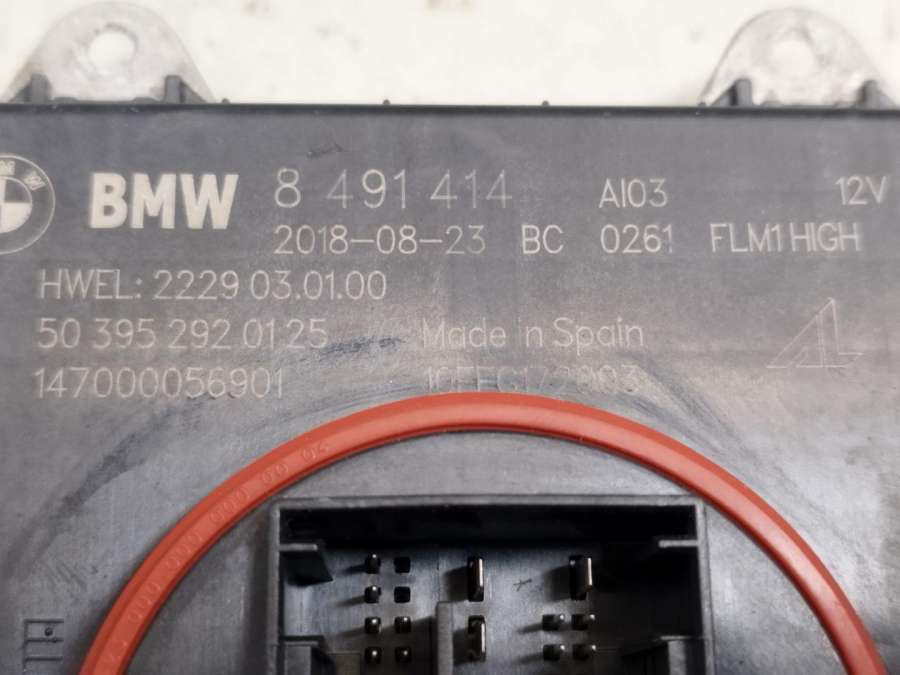 BMW 8 491 414 AI03 12V
2018-08-23 BC 0261 FLM1 HIGH
HWEL: 2229 03.01.00
50 395 292 01 25 Made in Spain
147000056901